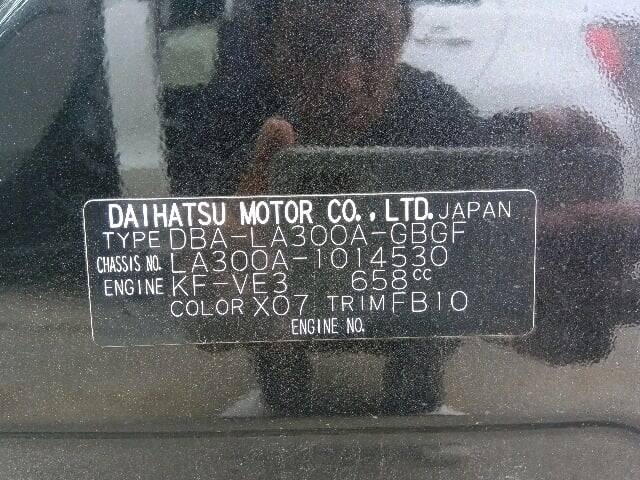 DAIHATSU MOTOR CO., LTD. JAPAN
TYPE DBA-LA300A-GBGF
CHASSIS NO. LA300A-1014530
ENGINE KF-VE3 658cc
COLOR X07 TRIM FB10
ENGINE NO.